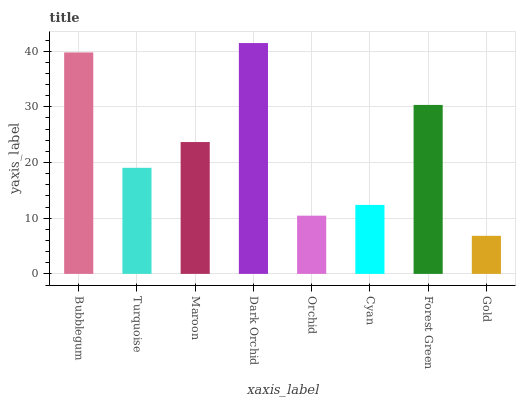 title
yaxis_label
40
30
20
10
0
Bubblegum
Turquoise
Maroon
Dark Orchid
Orchid
Cyan
Forest Green
Gold
xaxis_label